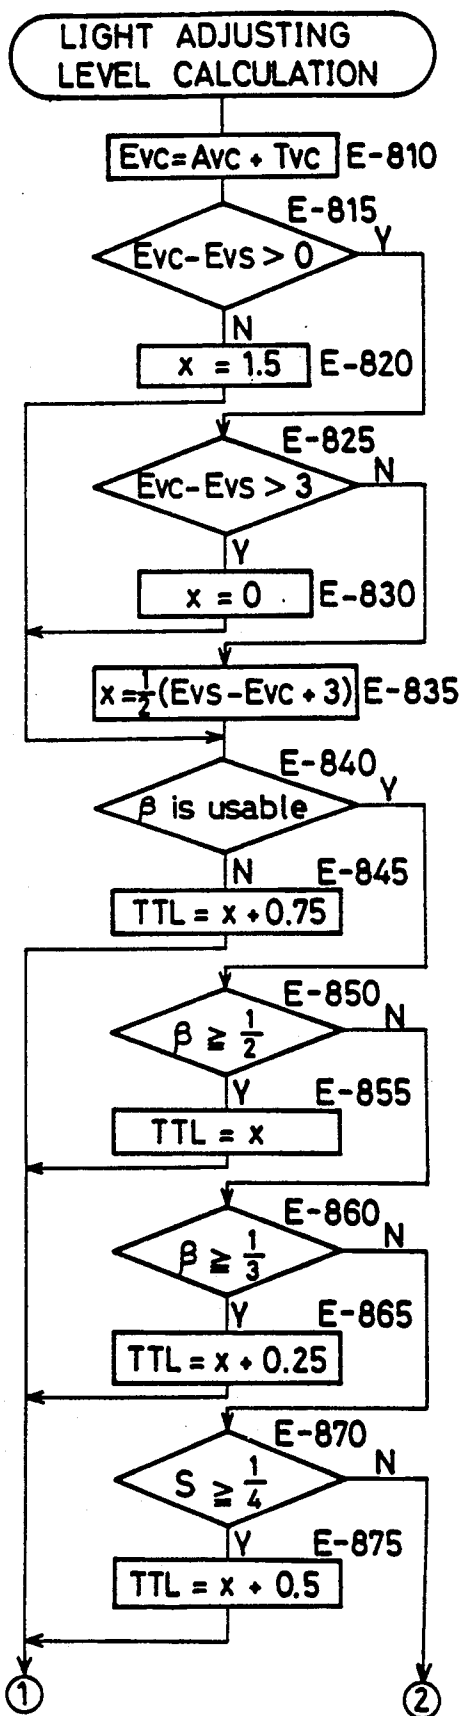 LIGHT ADJUSTING
LEVEL CALCULATION
Evc=Avc + Tvc E-810
E-815
Evc-Evs > 0 Y
N
x = 1.5 E-820
E-825
Evc-Evs > 3 N
Y
x = 0 E-830
x=1/2(Evs-Evc + 3) E-835
E-840
β is usable Y
N E-845
TTL = x + 0.75
E-850
β ≧ 1/2 N
Y E-855
TTL = x
E-860
β ≧ 1/3 N
Y E-865
TTL = x + 0.25
E-870
S ≧ 1/4 N
Y E-875
TTL = x + 0.5
① ②